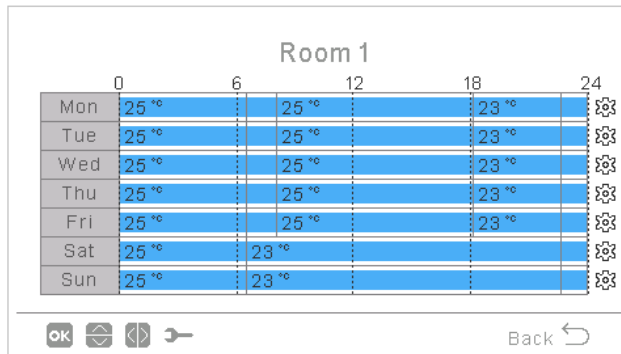 Room 1
0 6 12 18 24
Mon 25 °C 25 °C 23 °C
Tue 25 °C 25 °C 23 °C
Wed 25 °C 25 °C 23 °C
Thu 25 °C 25 °C 23 °C
Fri 25 °C 25 °C 23 °C
Sat 25 °C 23 °C
Sun 25 °C 23 °C
OK Back